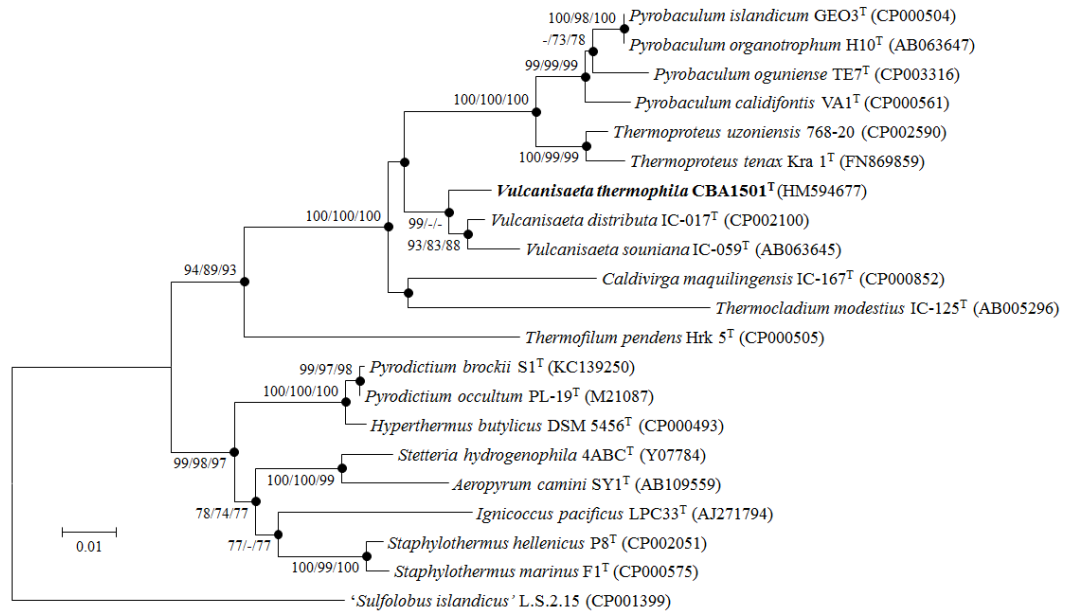 Pyrobaculum islandicum GEO3ᵀ (CP000504)
100/98/100
Pyrobaculum organotrophum H10ᵀ (AB063647)
-/73/78
99/99/99
Pyrobaculum oguniense TE7ᵀ (CP003316)
100/100/100
Pyrobaculum calidifontis VA1ᵀ (CP000561)
Thermoproteus uzoniensis 768-20 (CP002590)
100/99/99
Thermoproteus tenax Kra 1ᵀ (FN869859)
Vulcanisaeta thermophila CBA1501ᵀ (HM594677)
100/100/100
99/-/-
Vulcanisaeta distributa IC-017ᵀ (CP002100)
93/83/88
Vulcanisaeta souniana IC-059ᵀ (AB063645)
94/89/93
Caldivirga maquilingensis IC-167ᵀ (CP000852)
Thermocladium modestius IC-125ᵀ (AB005296)
Thermofilum pendens Hrk 5ᵀ (CP000505)
99/97/98
Pyrodictium brockii S1ᵀ (KC139250)
100/100/100
Pyrodictium occultum PL-19ᵀ (M21087)
Hyperthermus butylicus DSM 5456ᵀ (CP000493)
99/98/97
Stetteria hydrogenophila 4ABCᵀ (Y07784)
100/100/99
Aeropyrum camini SY1ᵀ (AB109559)
78/74/77
Ignicoccus pacificus LPC33ᵀ (AJ271794)
77/-/77
Staphylothermus hellenicus P8ᵀ (CP002051)
100/99/100
Staphylothermus marinus F1ᵀ (CP000575)
0.01
‘Sulfolobus islandicus’ L.S.2.15 (CP001399)